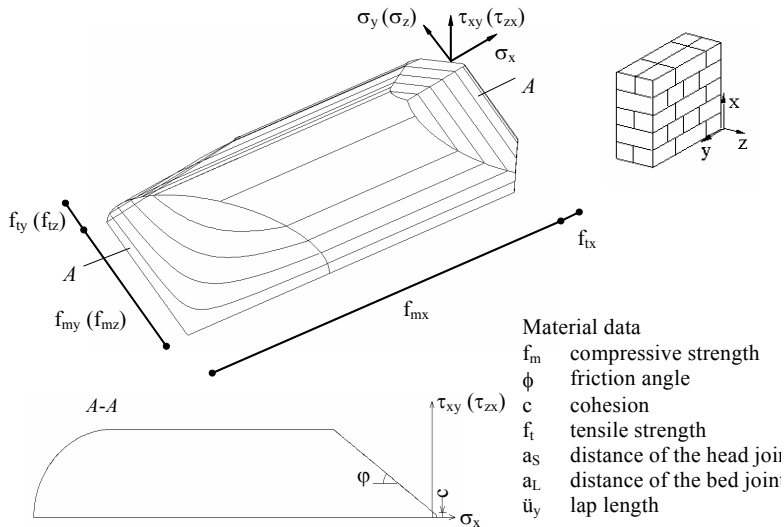 σy (σz)
τxy (τzx)
σx
A
x
y
z
fty (ftz)
A
ftx
fmy (fmz)
fmx
Material data
fm compressive strength
ϕ friction angle
c cohesion
ft tensile strength
aS distance of the head join
aL distance of the bed joint
üy lap length
A-A
τxy (τzx)
φ
c
σx